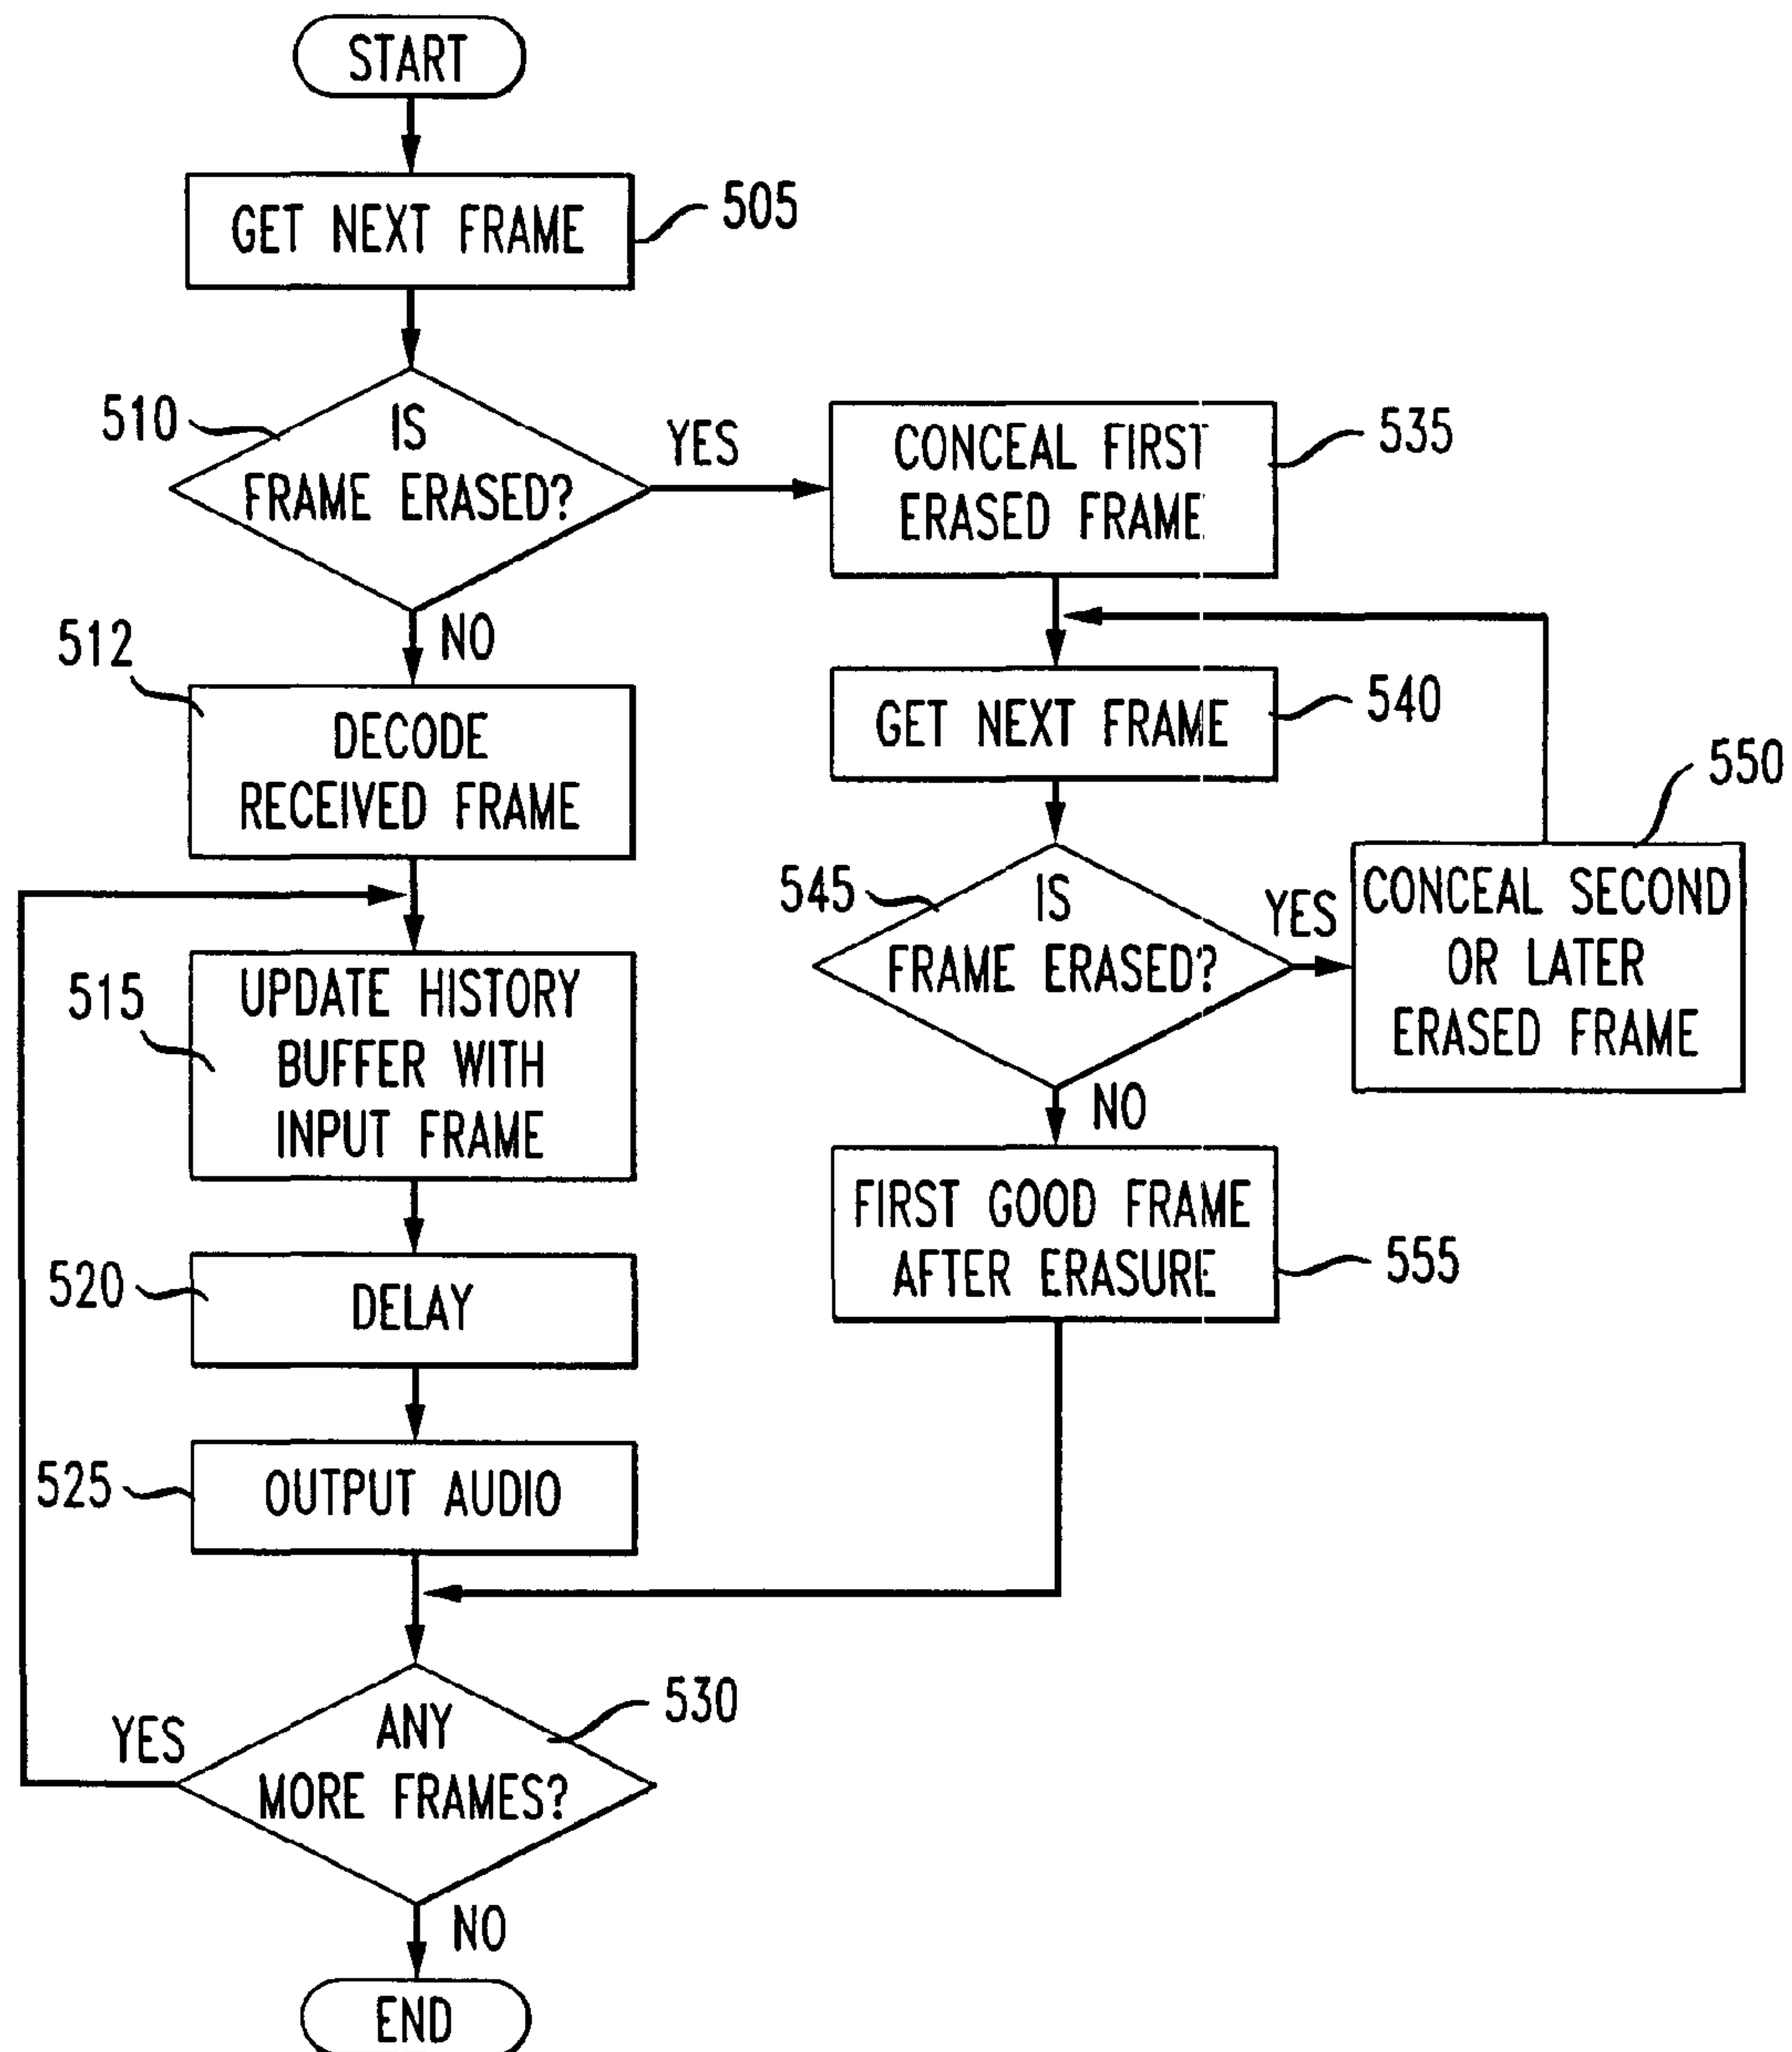 START
GET NEXT FRAME
505
510
IS
FRAME ERASED?
YES
NO
CONCEAL FIRST
ERASED FRAME
535
512
DECODE
RECEIVED FRAME
GET NEXT FRAME
540
545
IS
FRAME ERASED?
YES
NO
550
CONCEAL SECOND
OR LATER
ERASED FRAME
515
UPDATE HISTORY
BUFFER WITH
INPUT FRAME
FIRST GOOD FRAME
AFTER ERASURE
555
520
DELAY
525
OUTPUT AUDIO
530
ANY
MORE FRAMES?
YES
NO
END